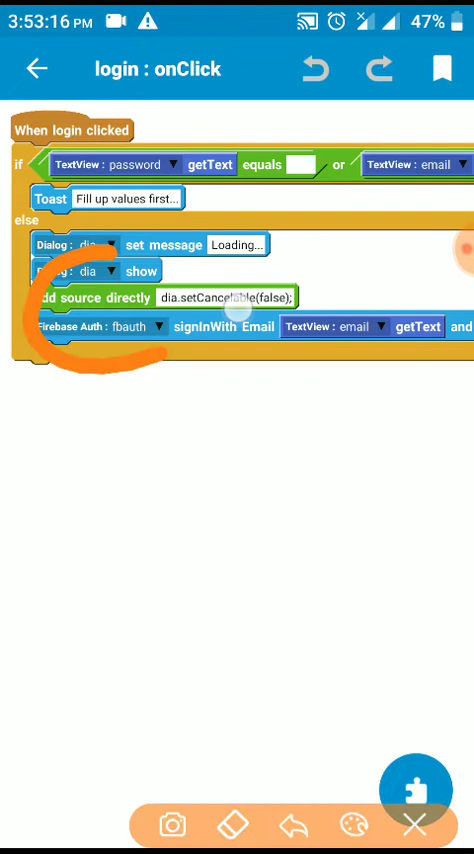 3:53:16 PM 47%
login : onClick
When login clicked
if TextView : password getText equals or TextView : email
Toast Fill up values first...
else
Dialog : dia set message Loading...
dia show
add source directly dia.setCancelable(false);
Firebase Auth : fbauth signInWith Email TextView : email getText and